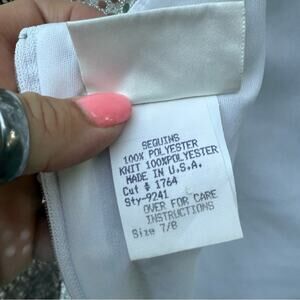 SEQUINS
100% POLYESTER
KNIT 100%POLYESTER
MADE IN U.S.A.
Cut # 1764
Sty-9241
OVER FOR CARE
INSTRUCTIONS
Size 7/8